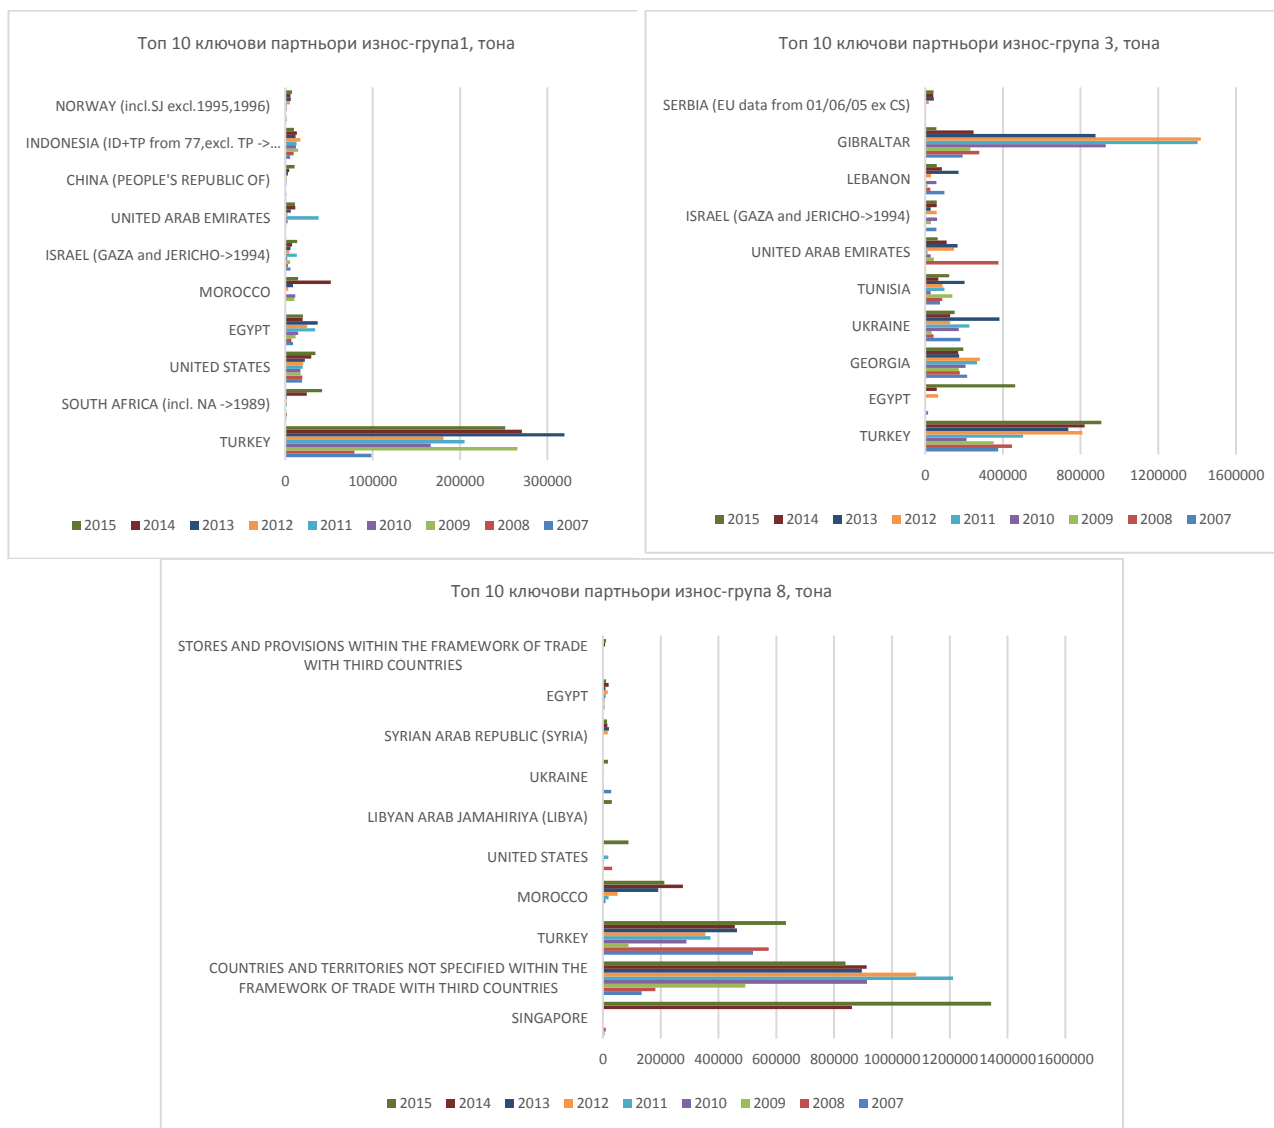 Топ 10 ключови партньори износ-група1, тона
NORWAY (incl.SJ excl.1995,1996)
INDONESIA (ID+TP from 77,excl. TP ->...
CHINA (PEOPLE'S REPUBLIC OF)
UNITED ARAB EMIRATES
ISRAEL (GAZA and JERICHO->1994)
MOROCCO
EGYPT
UNITED STATES
SOUTH AFRICA (incl. NA ->1989)
TURKEY
0 100000 200000 300000
2015 2014 2013 2012 2011 2010 2009 2008 2007
Топ 10 ключови партньори износ-група 3, тона
SERBIA (EU data from 01/06/05 ex CS)
GIBRALTAR
LEBANON
ISRAEL (GAZA and JERICHO->1994)
UNITED ARAB EMIRATES
TUNISIA
UKRAINE
GEORGIA
EGYPT
TURKEY
0 400000 800000 1200000 1600000
2015 2014 2013 2012 2011 2010 2009 2008 2007
Топ 10 ключови партньори износ-група 8, тона
STORES AND PROVISIONS WITHIN THE FRAMEWORK OF TRADE
WITH THIRD COUNTRIES
EGYPT
SYRIAN ARAB REPUBLIC (SYRIA)
UKRAINE
LIBYAN ARAB JAMAHIRIYA (LIBYA)
UNITED STATES
MOROCCO
TURKEY
COUNTRIES AND TERRITORIES NOT SPECIFIED WITHIN THE
FRAMEWORK OF TRADE WITH THIRD COUNTRIES
SINGAPORE
0 200000 400000 600000 800000 1000000 1200000 1400000 1600000
2015 2014 2013 2012 2011 2010 2009 2008 2007